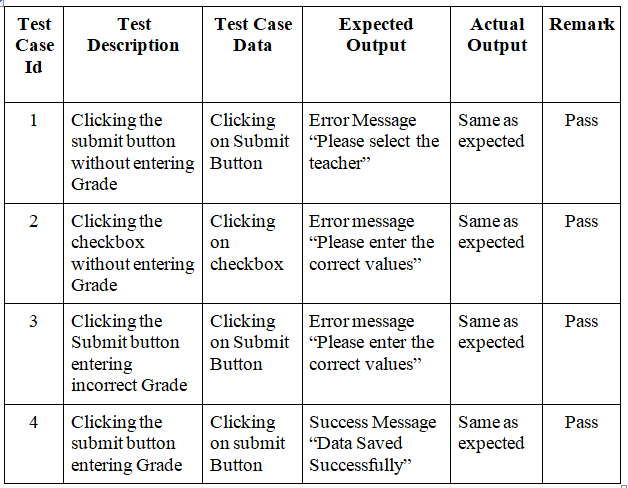 Test Case Id
Test Description
Test Case Data
Expected Output
Actual Output
Remark
1
Clicking the
submit button
without entering
Grade
Clicking
on Submit
Button
Error Message
“Please select the
teacher”
Same as
expected
Pass
2
Clicking the
checkbox
without entering
Grade
Clicking
on
checkbox
Error message
“Please enter the
correct values”
Same as
expected
Pass
3
Clicking the
Submit button
entering
incorrect Grade
Clicking
on Submit
Button
Error message
“Please enter the
correct values”
Same as
expected
Pass
4
Clicking the
submit button
entering Grade
Clicking
on submit
Button
Success Message
“Data Saved
Successfully”
Same as
expected
Pass